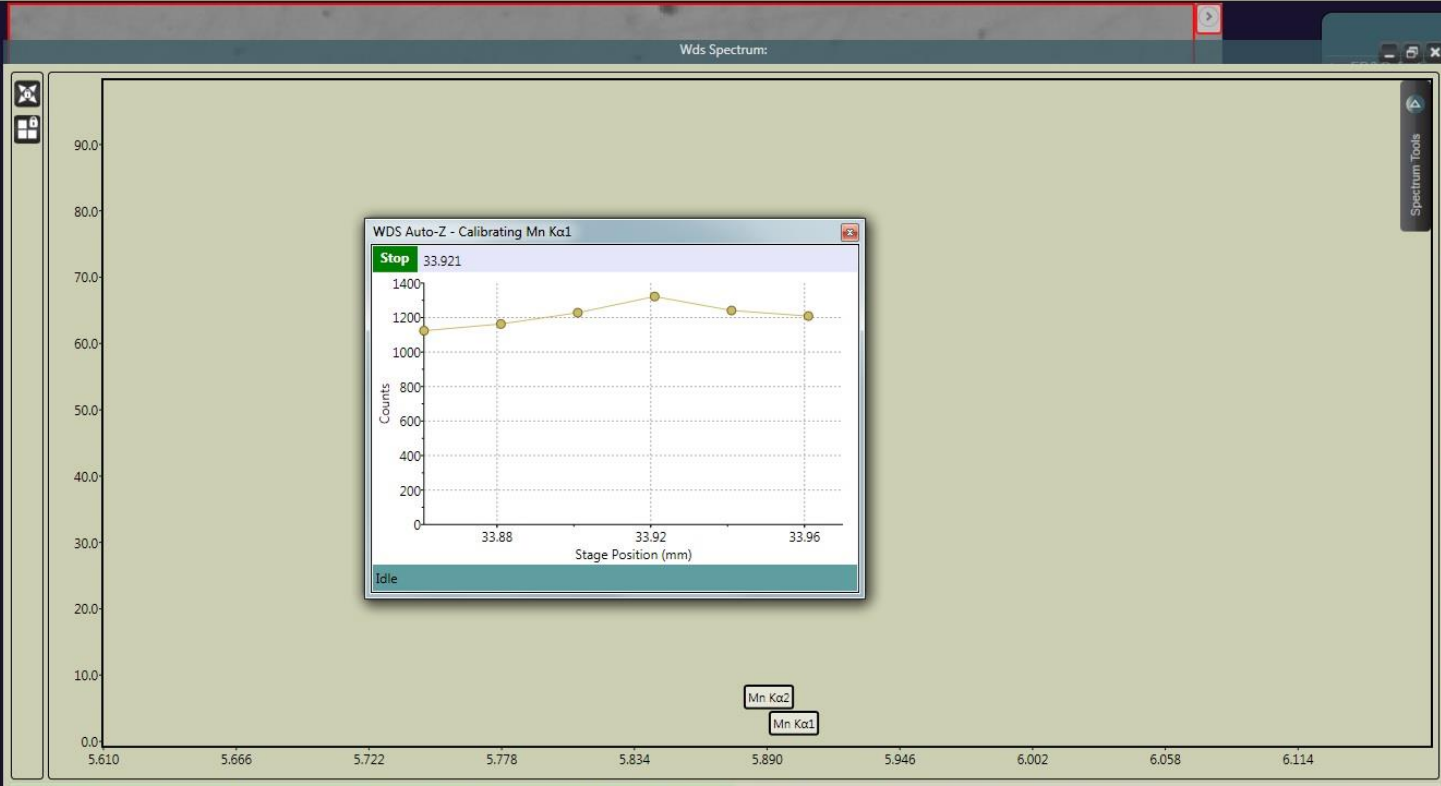 Wds Spectrum:
Spectrum Tools
90.0
80.0
70.0
60.0
50.0
40.0
30.0
20.0
10.0
0.0
WDS Auto-Z - Calibrating Mn Kα1
Stop 33.921
1400
1200
1000
800
600
400
200
0
Counts
33.88 33.92 33.96
Stage Position (mm)
Idle
Mn Kα2
Mn Kα1
5.610 5.666 5.722 5.778 5.834 5.890 5.946 6.002 6.058 6.114